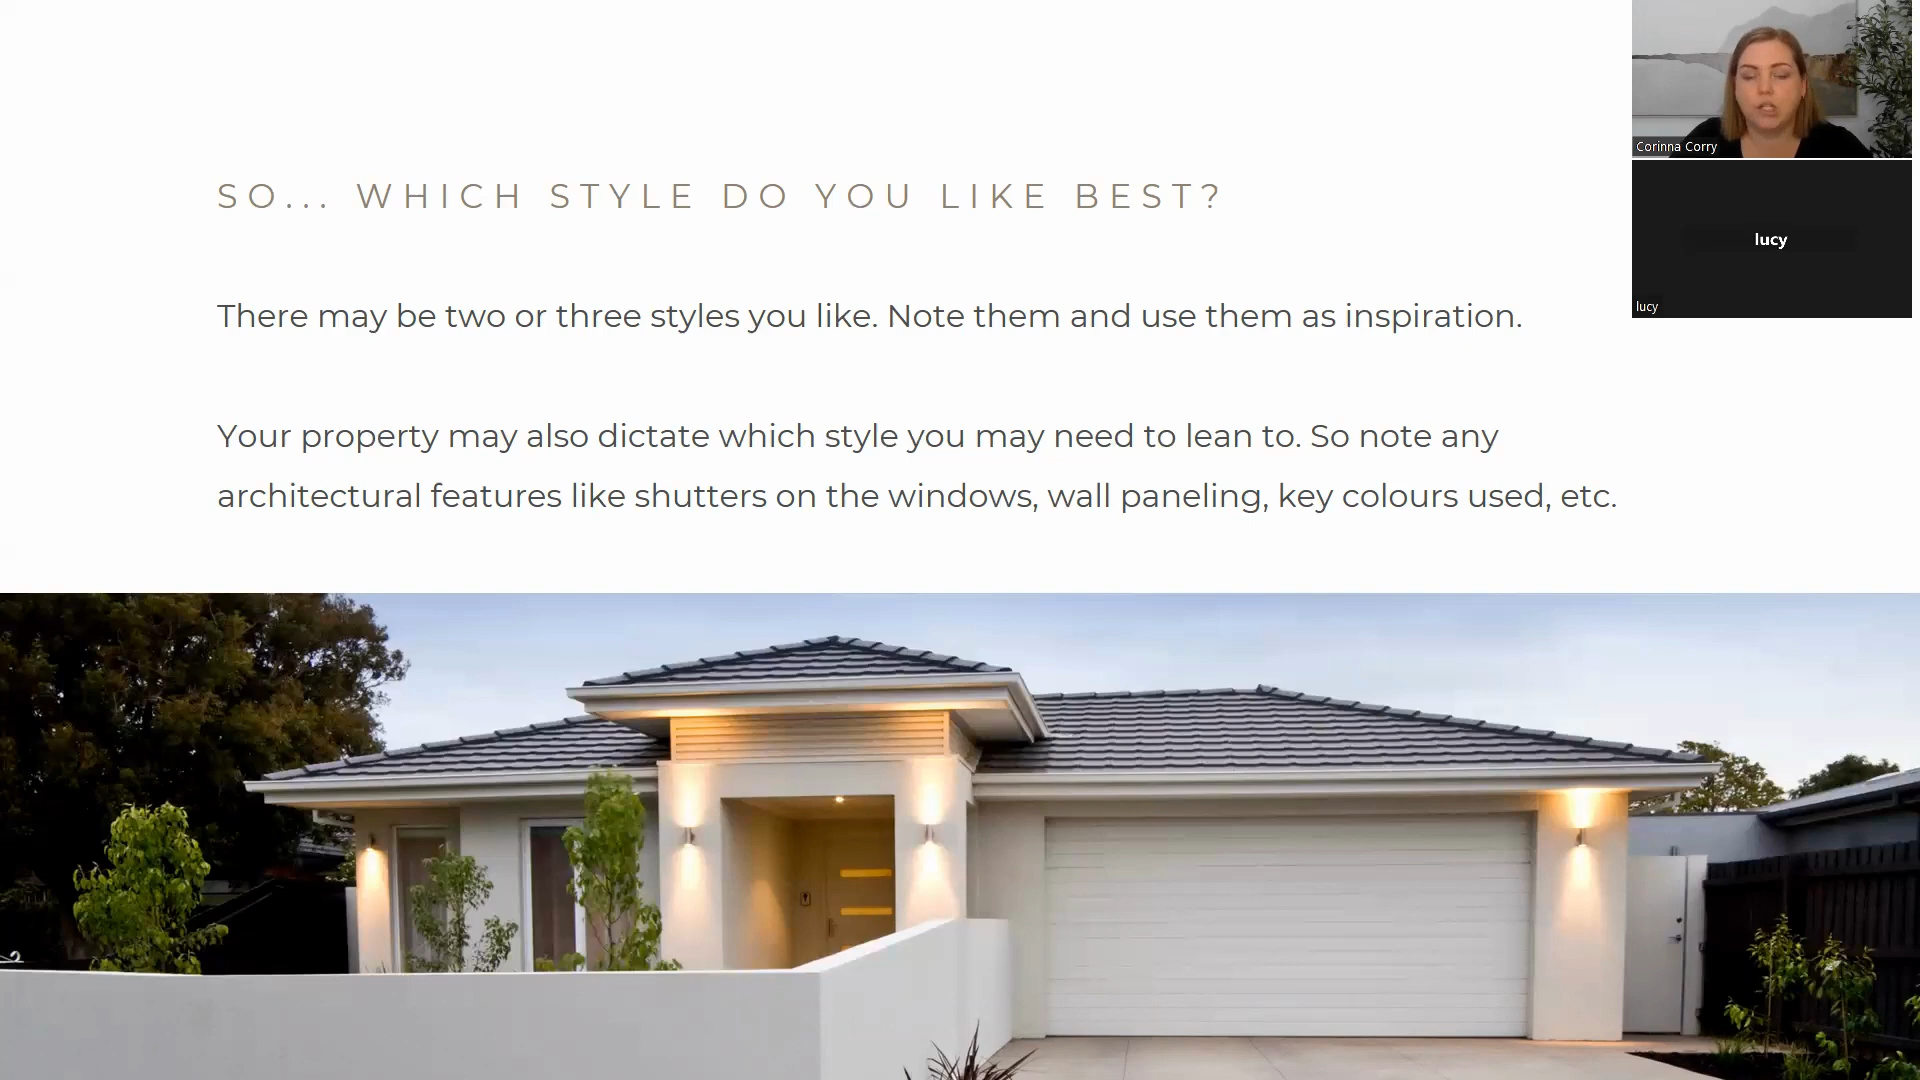 SO... WHICH STYLE DO YOU LIKE BEST?
There may be two or three styles you like. Note them and use them as inspiration.
Your property may also dictate which style you may need to lean to. So note any
architectural features like shutters on the windows, wall paneling, key colours used, etc.
Corinna Corry
lucy
lucy